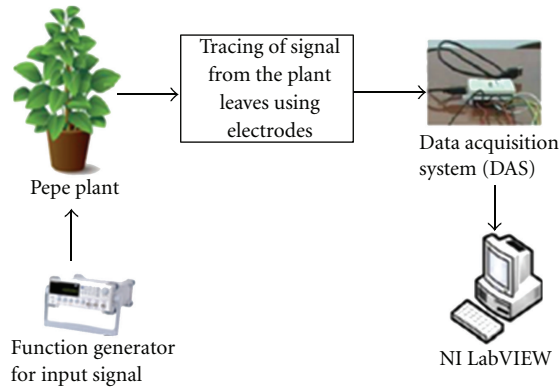 Tracing of signal
from the plant
leaves using
electrodes
Pepe plant
Data acquisition
system (DAS)
Function generator
for input signal
NI LabVIEW